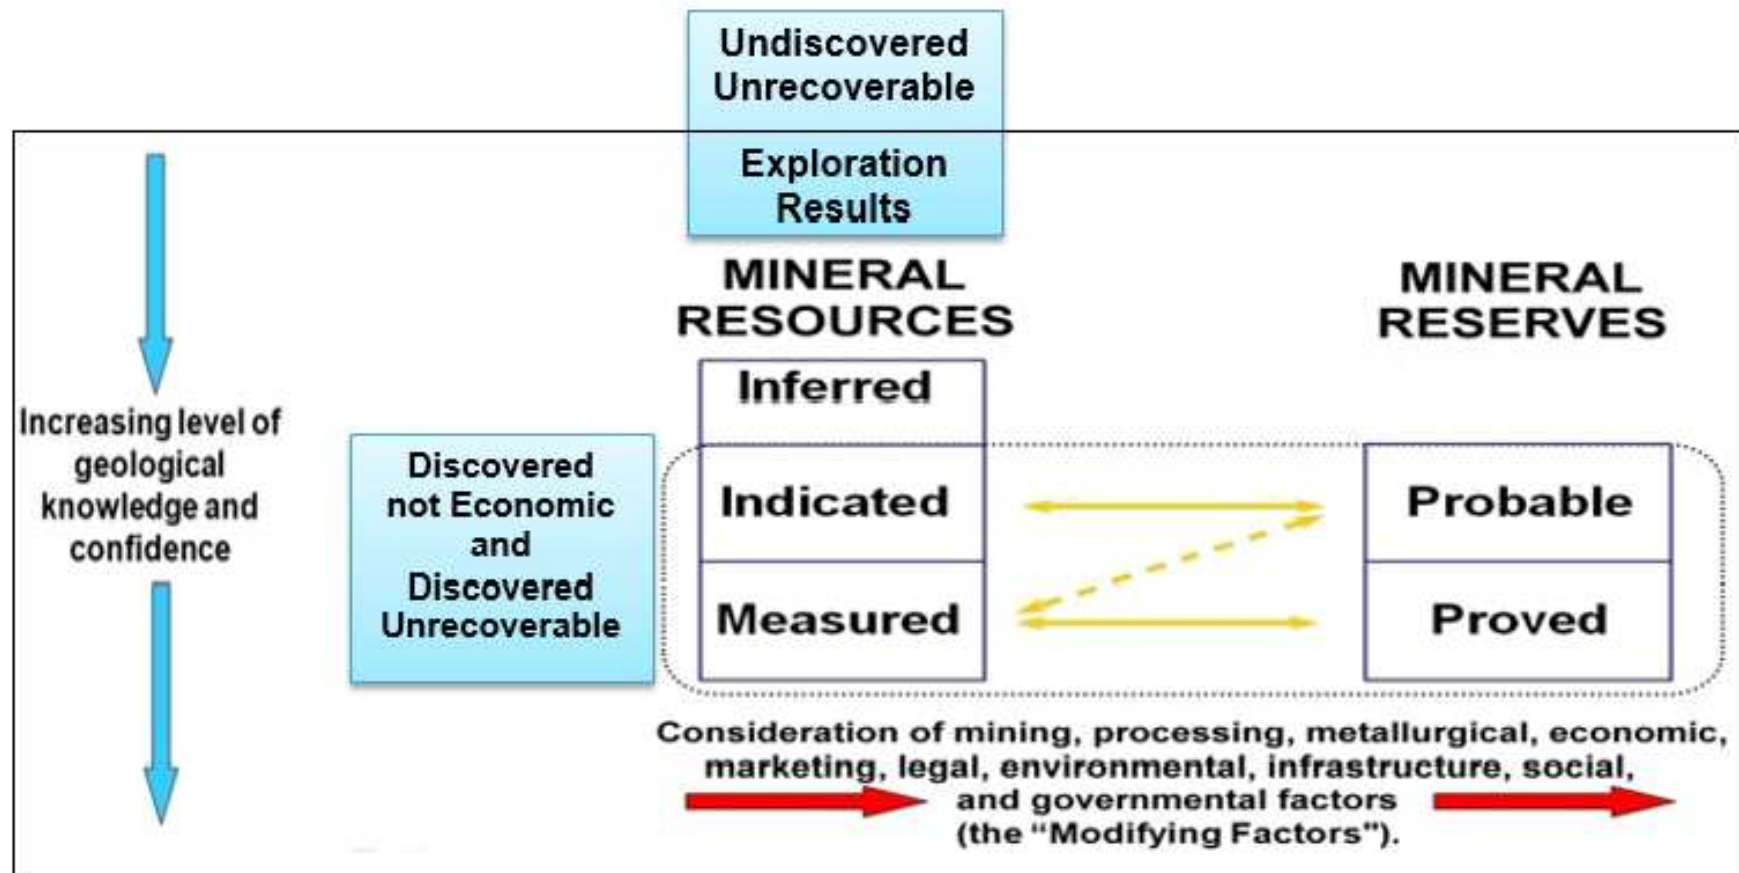 Undiscovered
Unrecoverable
Exploration
Results
MINERAL
RESOURCES
MINERAL
RESERVES
Inferred
Increasing level of
geological
knowledge and
confidence
Discovered
not Economic
and
Discovered
Unrecoverable
Indicated
Measured
Probable
Proved
Consideration of mining, processing, metallurgical, economic,
marketing, legal, environmental, infrastructure, social,
and governmental factors
(the “Modifying Factors”).